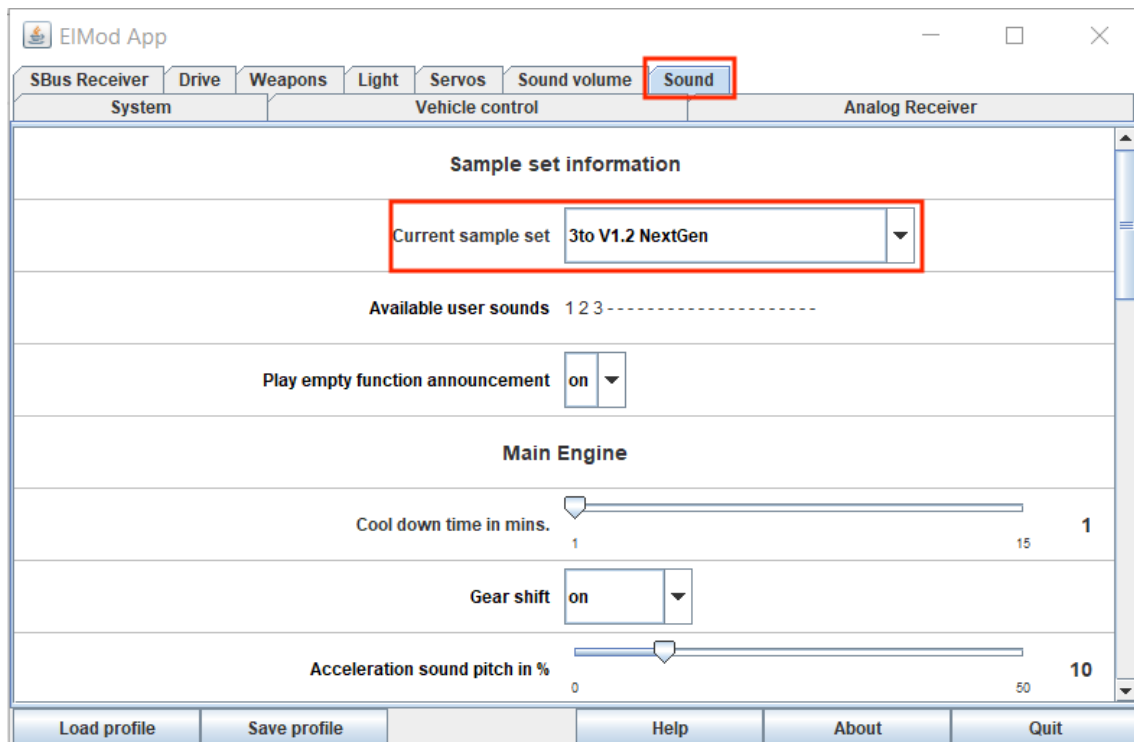 ElMod App
SBus Receiver Drive Weapons Light Servos Sound volume Sound
System Vehicle control Analog Receiver
Sample set information
Current sample set 3to V1.2 NextGen
Available user sounds 1 2 3 - - - - - - - - - - - - - - - - - - - - -
Play empty function announcement on
Main Engine
Cool down time in mins. 1
1 15
Gear shift on
Acceleration sound pitch in % 10
0 50
Load profile Save profile Help About Quit